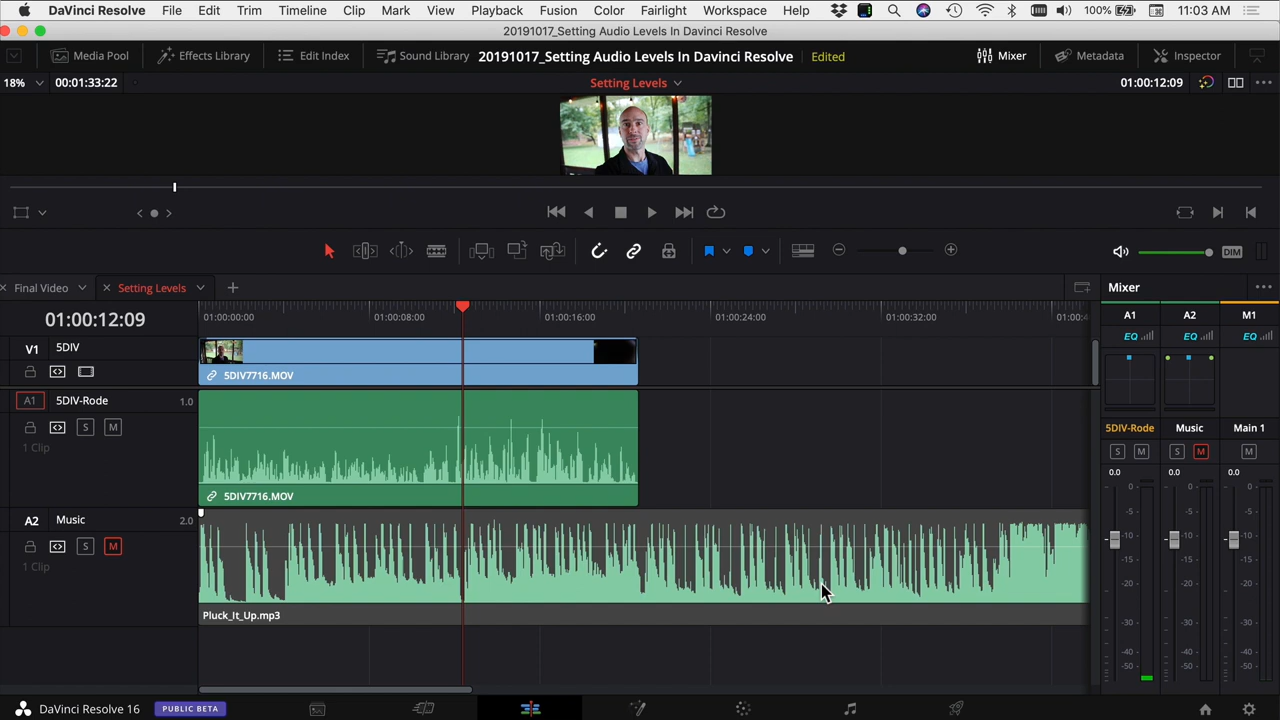 DaVinci Resolve File Edit Trim Timeline Clip Mark View Playback Fusion Color Fairlight Workspace Help 100% 11:03 AM
20191017_Setting Audio Levels In Davinci Resolve
Media Pool Effects Library Edit Index Sound Library 20191017_Setting Audio Levels In Davinci Resolve Edited Mixer Metadata Inspector
18% 00:01:33:22 Setting Levels 01:00:12:09
DIM
Final Video Setting Levels Mixer
01:00:12:09 01:00:00:00 01:00:08:00 01:00:16:00 01:00:24:00 01:00:32:00 01:00:4
A1 A2 M1
EQ EQ EQ
V1 5DIV
5DIV7716.MOV
A1 5DIV-Rode 1.0
S M
1 Clip
5DIV7716.MOV
A2 Music 2.0
S M
1 Clip
Pluck_It_Up.mp3
5DIV-Rode Music Main 1
S M S M M
0.0 0.0 0.0
0 0 0
-5 -5 -5
-10 -10 -10
-15 -15 -15
-20 -20 -20
-30 -30 -30
-40 -40 -40
-50 -50 -50
DaVinci Resolve 16 PUBLIC BETA